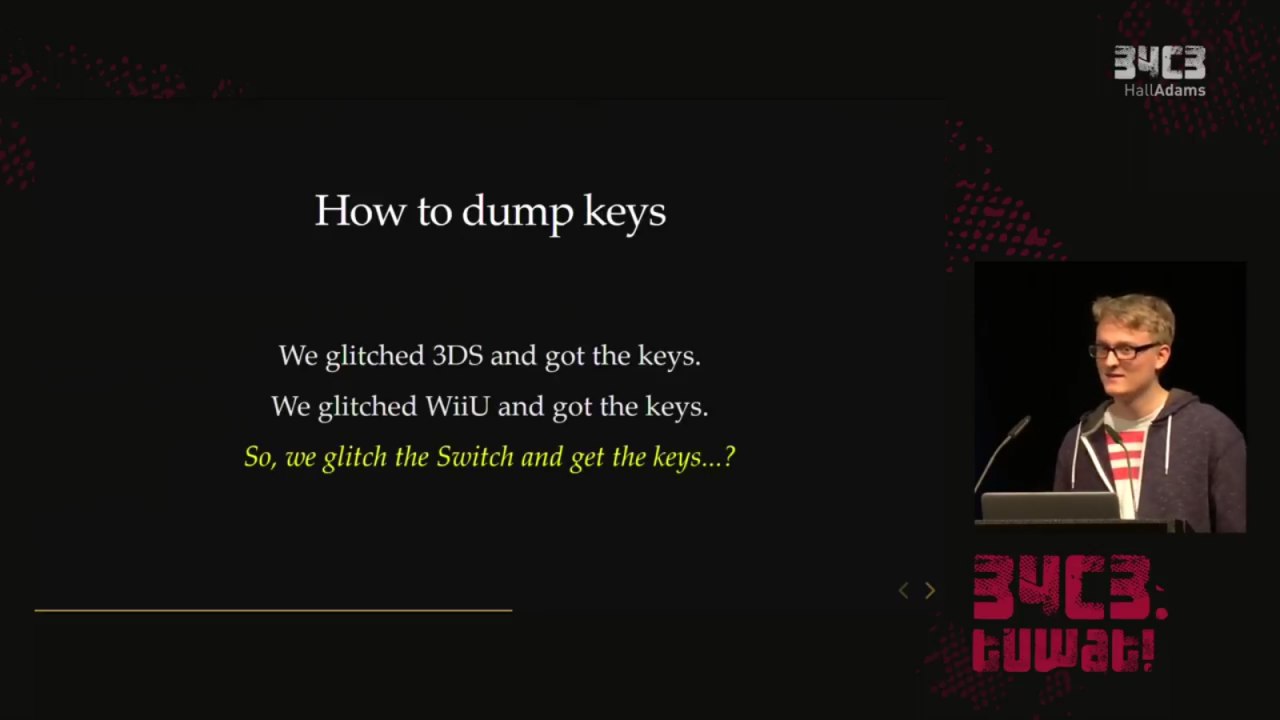 34C3
HallAdams
How to dump keys
We glitched 3DS and got the keys.
We glitched WiiU and got the keys.
So, we glitch the Switch and get the keys...?
34C3.
tuwat!